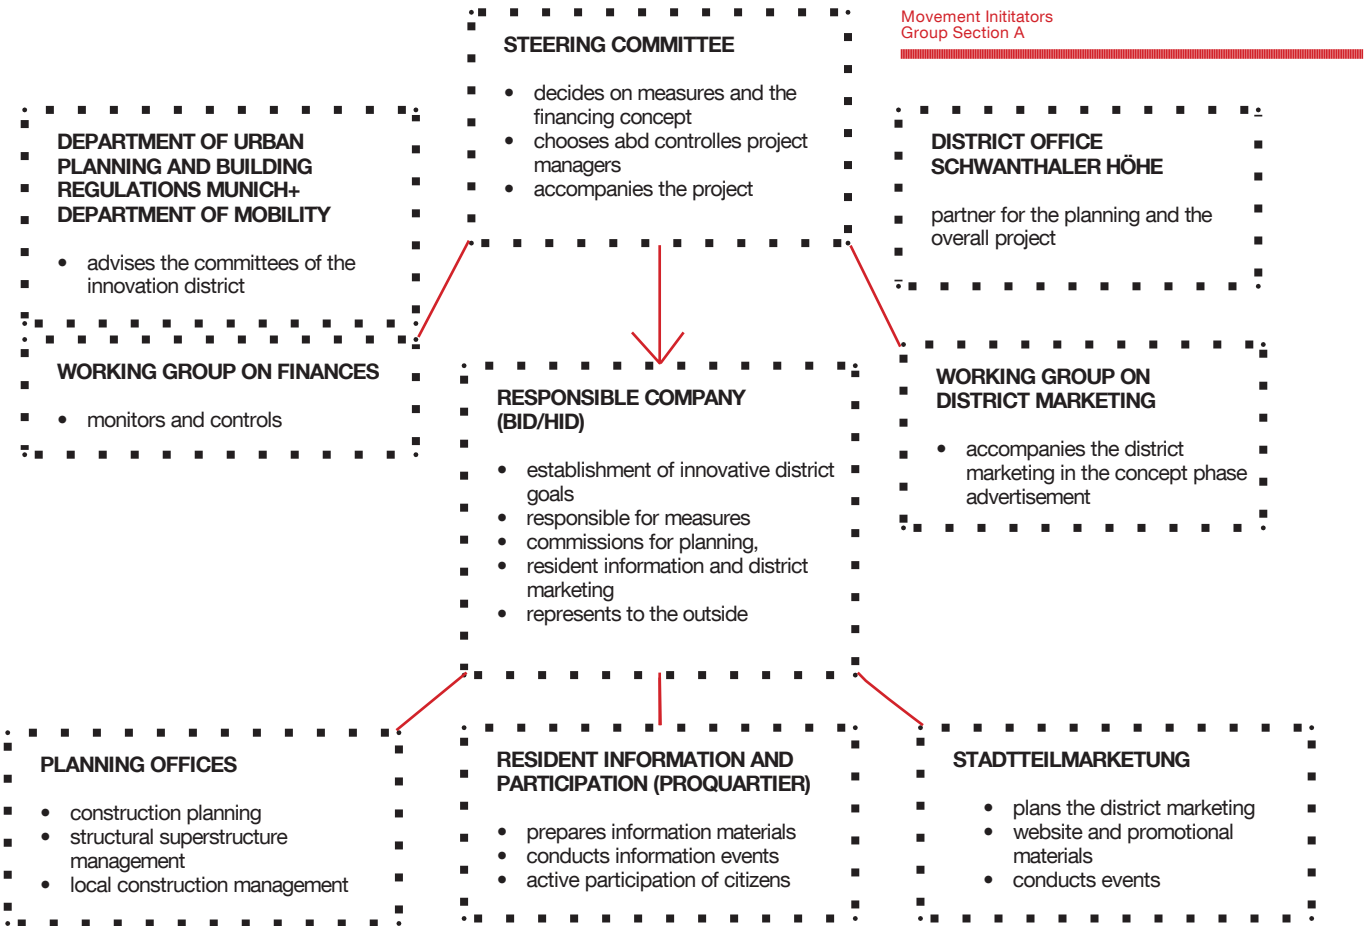 Movement Inititators
Group Section A
STEERING COMMITTEE
• decides on measures and the
financing concept
• chooses abd controlles project
managers
• accompanies the project
DEPARTMENT OF URBAN
PLANNING AND BUILDING
REGULATIONS MUNICH+
DEPARTMENT OF MOBILITY
• advises the committees of the
innovation district
DISTRICT OFFICE
SCHWANTHALER HÖHE
partner for the planning and the
overall project
WORKING GROUP ON FINANCES
• monitors and controls
RESPONSIBLE COMPANY
(BID/HID)
• establishment of innovative district
goals
• responsible for measures
• commissions for planning,
• resident information and district
marketing
• represents to the outside
WORKING GROUP ON
DISTRICT MARKETING
• accompanies the district
marketing in the concept phase
advertisement
PLANNING OFFICES
• construction planning
• structural superstructure
management
• local construction management
RESIDENT INFORMATION AND
PARTICIPATION (PROQUARTIER)
• prepares information materials
• conducts information events
• active participation of citizens
STADTTEILMARKETUNG
• plans the district marketing
• website and promotional
materials
• conducts events